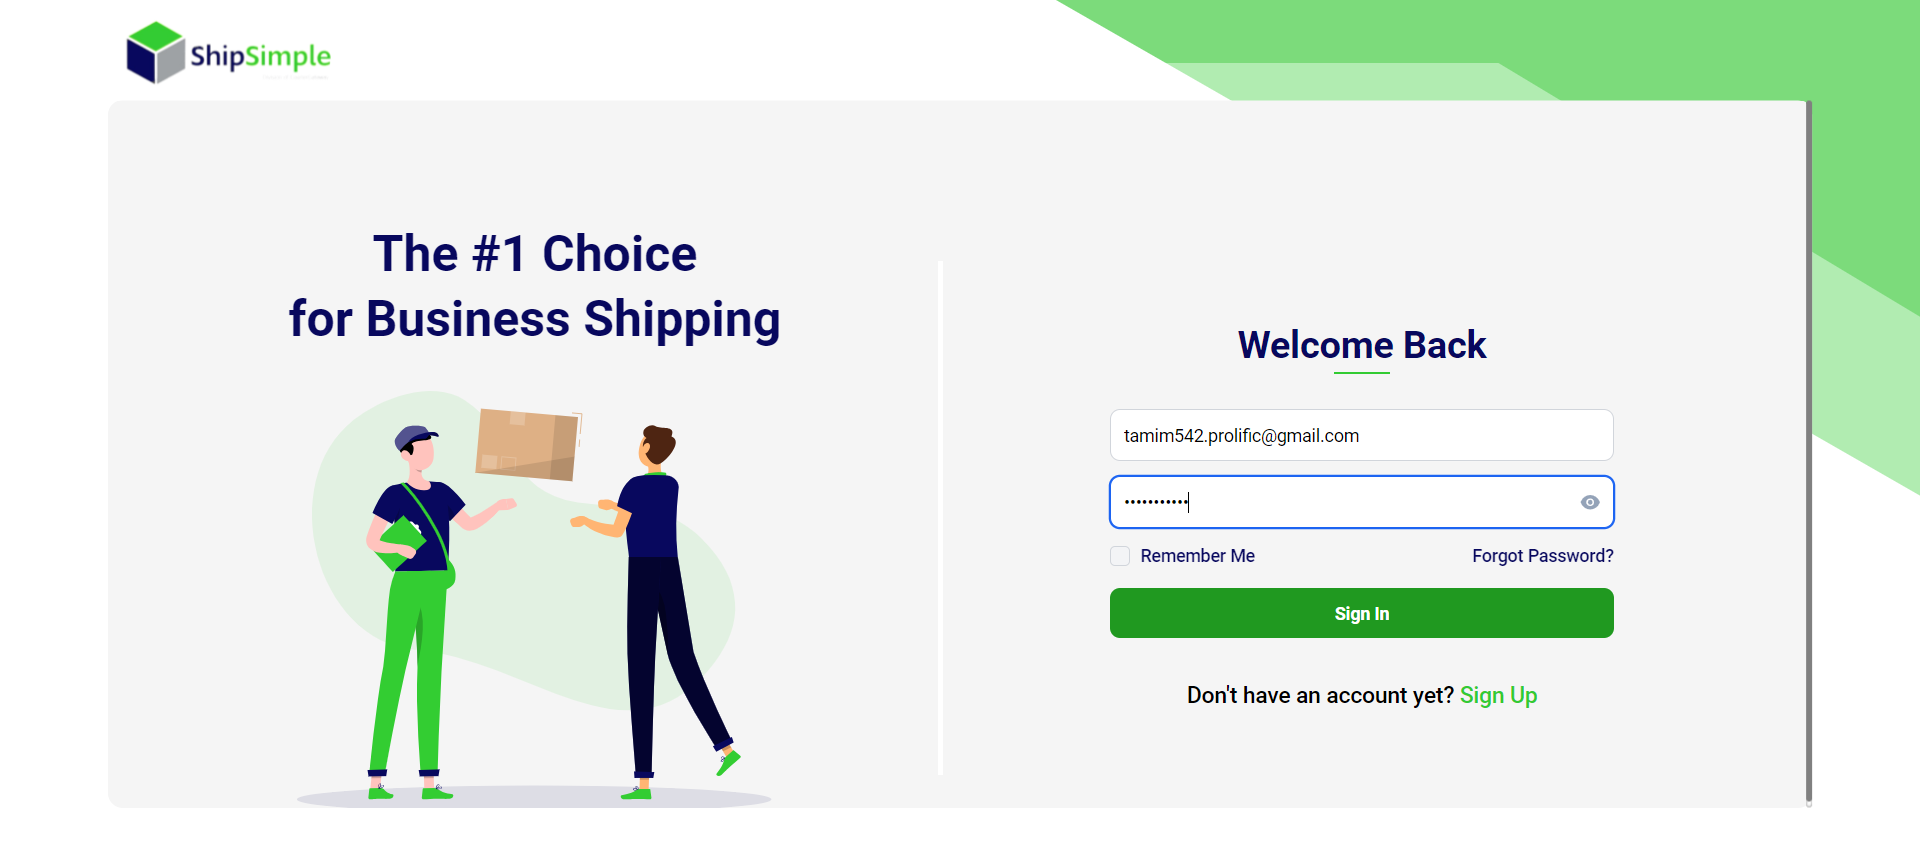 ShipSimple
The #1 Choice
for Business Shipping
Welcome Back
tamim542.prolific@gmail.com
•••••••••••
Remember Me
Forgot Password?
Sign In
Don't have an account yet? Sign Up